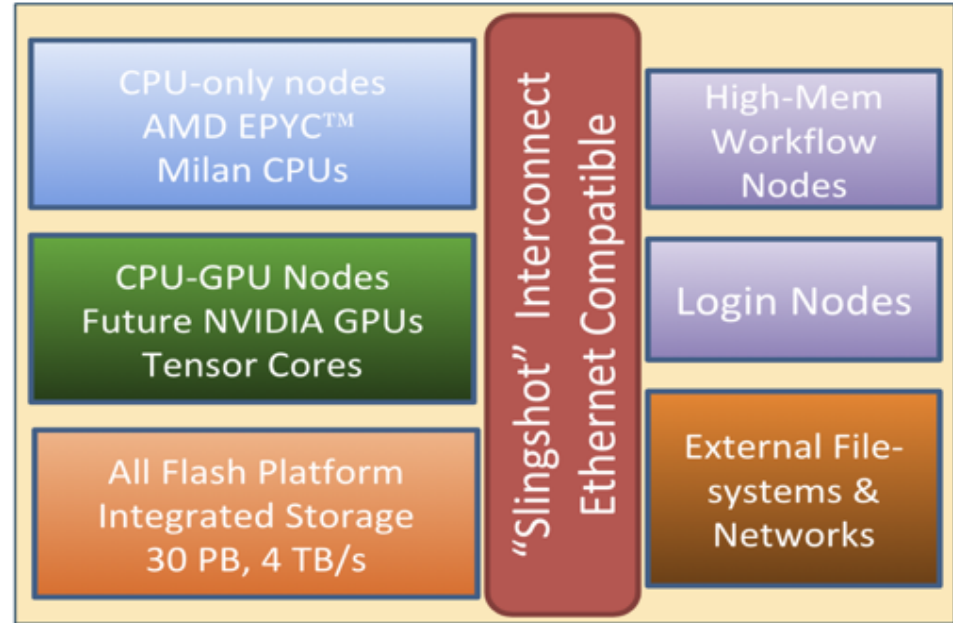 CPU-only nodes
AMD EPYC™
Milan CPUs
CPU-GPU Nodes
Future NVIDIA GPUs
Tensor Cores
All Flash Platform
Integrated Storage
30 PB, 4 TB/s
“Slingshot” Interconnect
Ethernet Compatible
High-Mem
Workflow
Nodes
Login Nodes
External File-
systems &
Networks